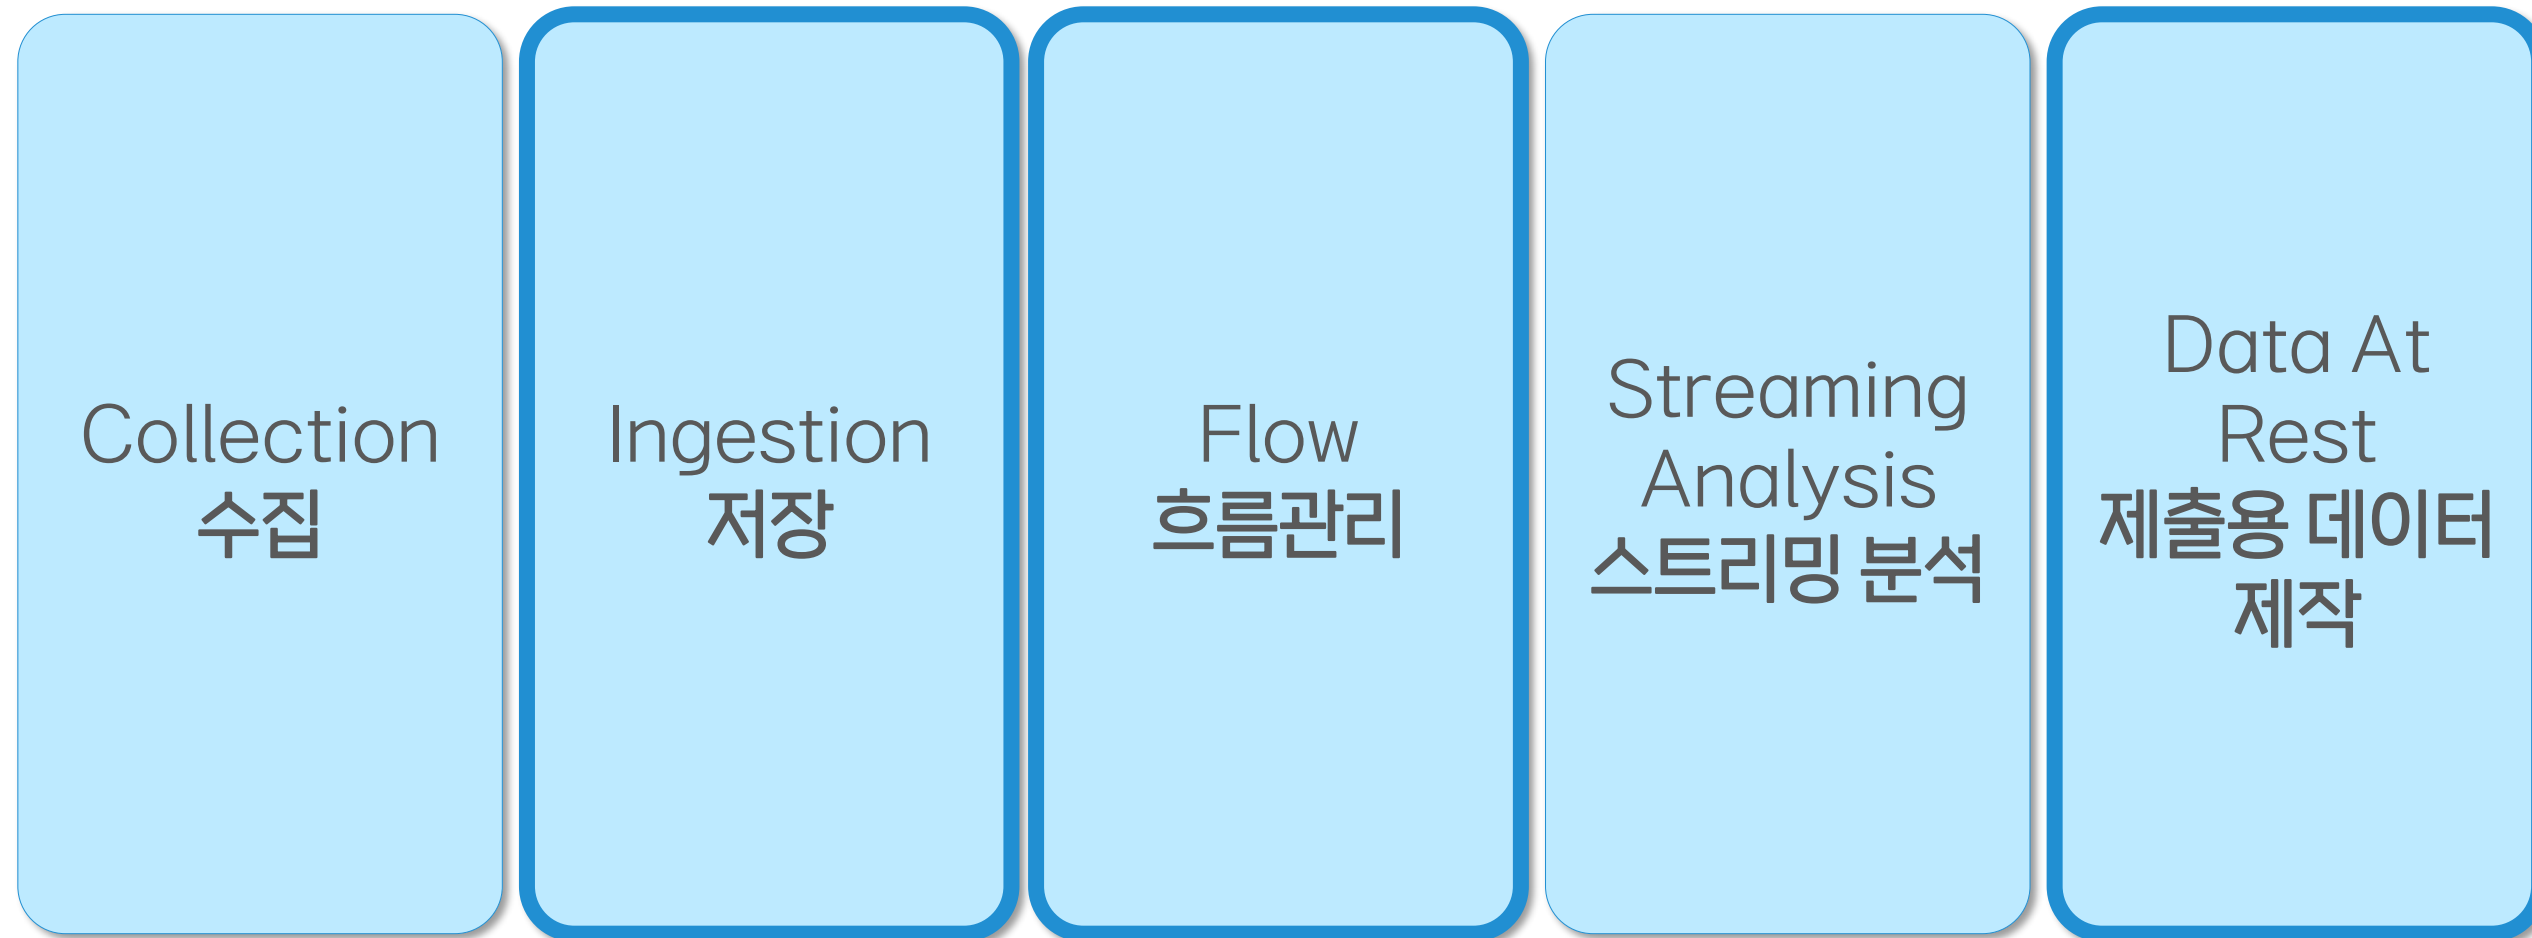 Collection
수집
Ingestion
저장
Flow
흐름관리
Streaming
Analysis
스트리밍 분석
Data At
Rest
제출용 데이터
제작